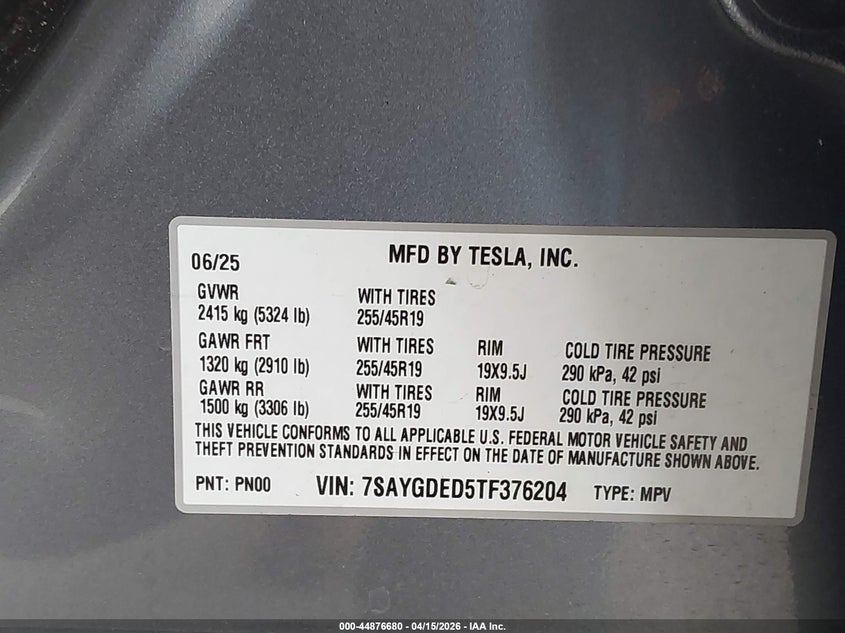 06/25 MFD BY TESLA, INC.
GVWR WITH TIRES
2415 kg (5324 lb) 255/45R19
GAWR FRT WITH TIRES RIM COLD TIRE PRESSURE
1320 kg (2910 lb) 255/45R19 19X9.5J 290 kPa, 42 psi
GAWR RR WITH TIRES RIM COLD TIRE PRESSURE
1500 kg (3306 lb) 255/45R19 19X9.5J 290 kPa, 42 psi
THIS VEHICLE CONFORMS TO ALL APPLICABLE U.S. FEDERAL MOTOR VEHICLE SAFETY AND
THEFT PREVENTION STANDARDS IN EFFECT ON THE DATE OF MANUFACTURE SHOWN ABOVE.
PNT: PN00 VIN: 7SAYGDED5TF376204 TYPE: MPV
000-44876680 - 04/15/2026 - IAA Inc.